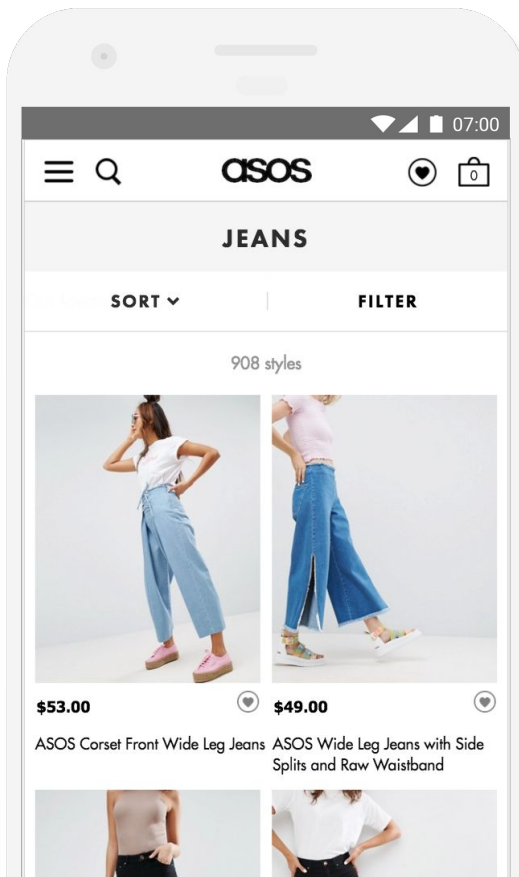 07:00
asos
0
JEANS
SORT
FILTER
908 styles
$53.00
$49.00
ASOS Corset Front Wide Leg Jeans
ASOS Wide Leg Jeans with Side
Splits and Raw Waistband